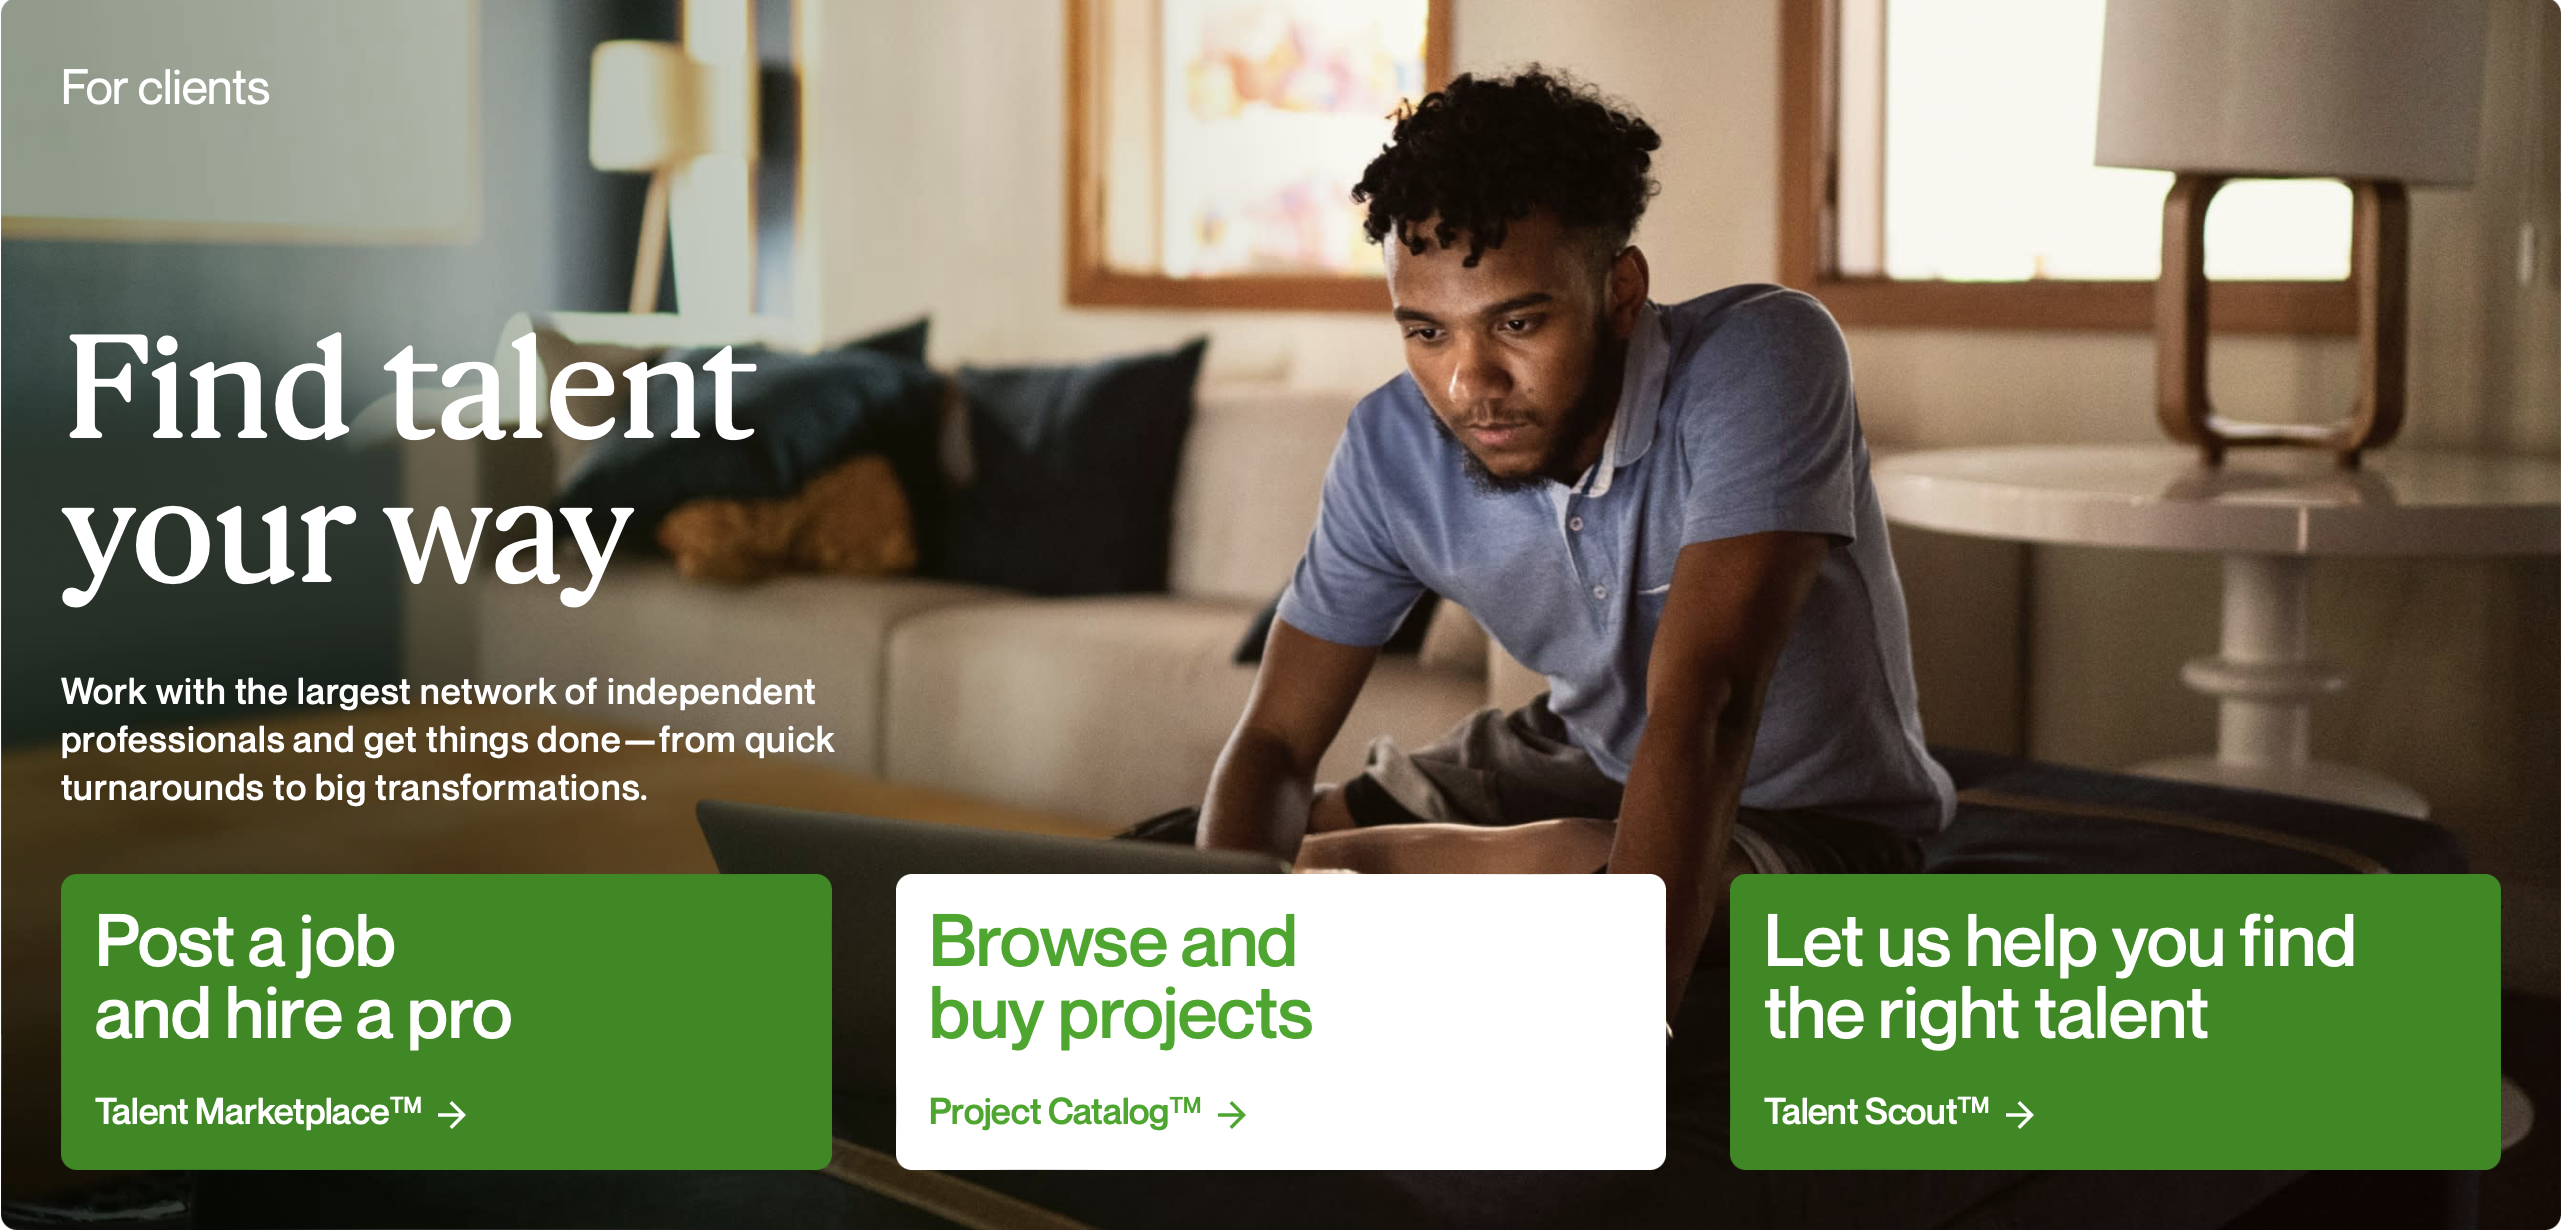 For clients
Find talent
your way
Work with the largest network of independent
professionals and get things done—from quick
turnarounds to big transformations.
Post a job
and hire a pro
Talent Marketplace™ →
Browse and
buy projects
Project Catalog™ →
Let us help you find
the right talent
Talent Scout™ →